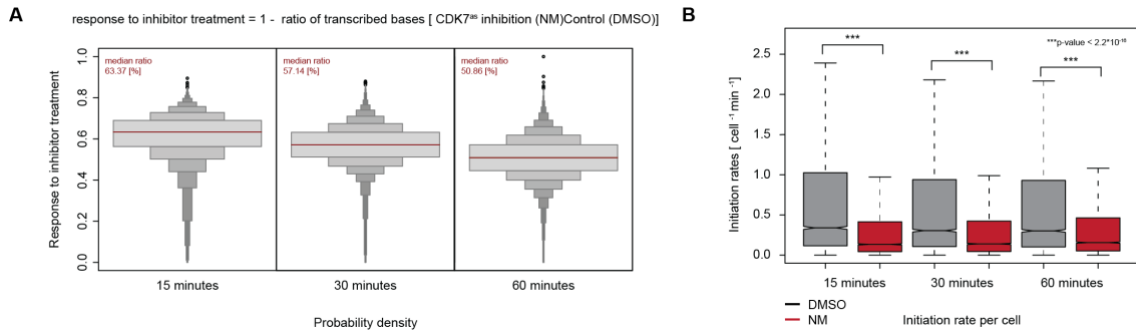 A
response to inhibitor treatment = 1 - ratio of transcribed bases [ CDK7ᵃˢ inhibition (NM)Control (DMSO)]
Response to inhibitor treatment
1.0
0.8
0.6
0.4
0.2
0.0
median ratio
63.37 [%]
median ratio
57.14 [%]
median ratio
50.86 [%]
15 minutes
30 minutes
60 minutes
Probability density
B
Initiation rates [ cell ⁻¹ min ⁻¹]
2.5
2.0
1.5
1.0
0.5
0.0
***
***
***
***p-value < 2.2*10⁻¹⁶
15 minutes
30 minutes
60 minutes
DMSO
NM
Initiation rate per cell